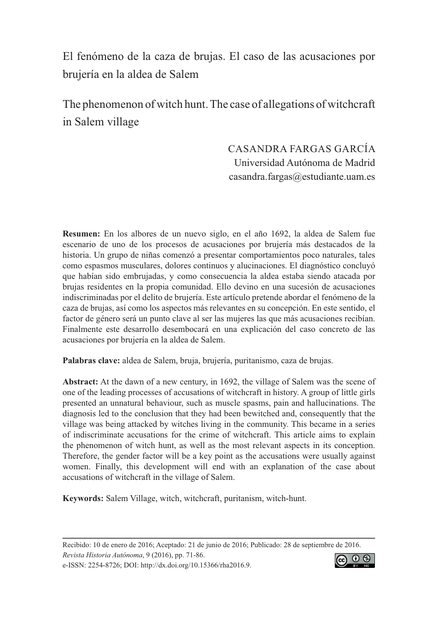 El fenómeno de la caza de brujas. El caso de las acusaciones por
brujería en la aldea de Salem
The phenomenon of witch hunt. The case of allegations of witchcraft
in Salem village
CASANDRA FARGAS GARCÍA
Universidad Autónoma de Madrid
casandra.fargas@estudiante.uam.es
Resumen: En los albores de un nuevo siglo, en el año 1692, la aldea de Salem fue
escenario de uno de los procesos de acusaciones por brujería más destacados de la
historia. Un grupo de niñas comenzó a presentar comportamientos poco naturales, tales
como espasmos musculares, dolores continuos y alucinaciones. El diagnóstico concluyó
que habían sido embrujadas, y como consecuencia la aldea estaba siendo atacada por
brujas residentes en la propia comunidad. Ello devino en una sucesión de acusaciones
indiscriminadas por el delito de brujería. Este artículo pretende abordar el fenómeno de la
caza de brujas, así como los aspectos más relevantes en su concepción. En este sentido, el
factor de género será un punto clave al ser las mujeres las que más acusaciones recibían.
Finalmente este desarrollo desembocará en una explicación del caso concreto de las
acusaciones por brujería en la aldea de Salem.
Palabras clave: aldea de Salem, bruja, brujería, puritanismo, caza de brujas.
Abstract: At the dawn of a new century, in 1692, the village of Salem was the scene of
one of the leading processes of accusations of witchcraft in history. A group of little girls
presented an unnatural behaviour, such as muscle spasms, pain and hallucinations. The
diagnosis led to the conclusion that they had been bewitched and, consequently that the
village was being attacked by witches living in the community. This became in a series
of indiscriminate accusations for the crime of witchcraft. This article aims to explain
the phenomenon of witch hunt, as well as the most relevant aspects in its conception.
Therefore, the gender factor will be a key point as the accusations were usually against
women. Finally, this development will end with an explanation of the case about
accusations of witchcraft in the village of Salem.
Keywords: Salem Village, witch, witchcraft, puritanism, witch-hunt.
Recibido: 10 de enero de 2016; Aceptado: 21 de junio de 2016; Publicado: 28 de septiembre de 2016.
Revista Historia Autónoma, 9 (2016), pp. 71-86.
e-ISSN: 2254-8726; DOI: http://dx.doi.org/10.15366/rha2016.9.